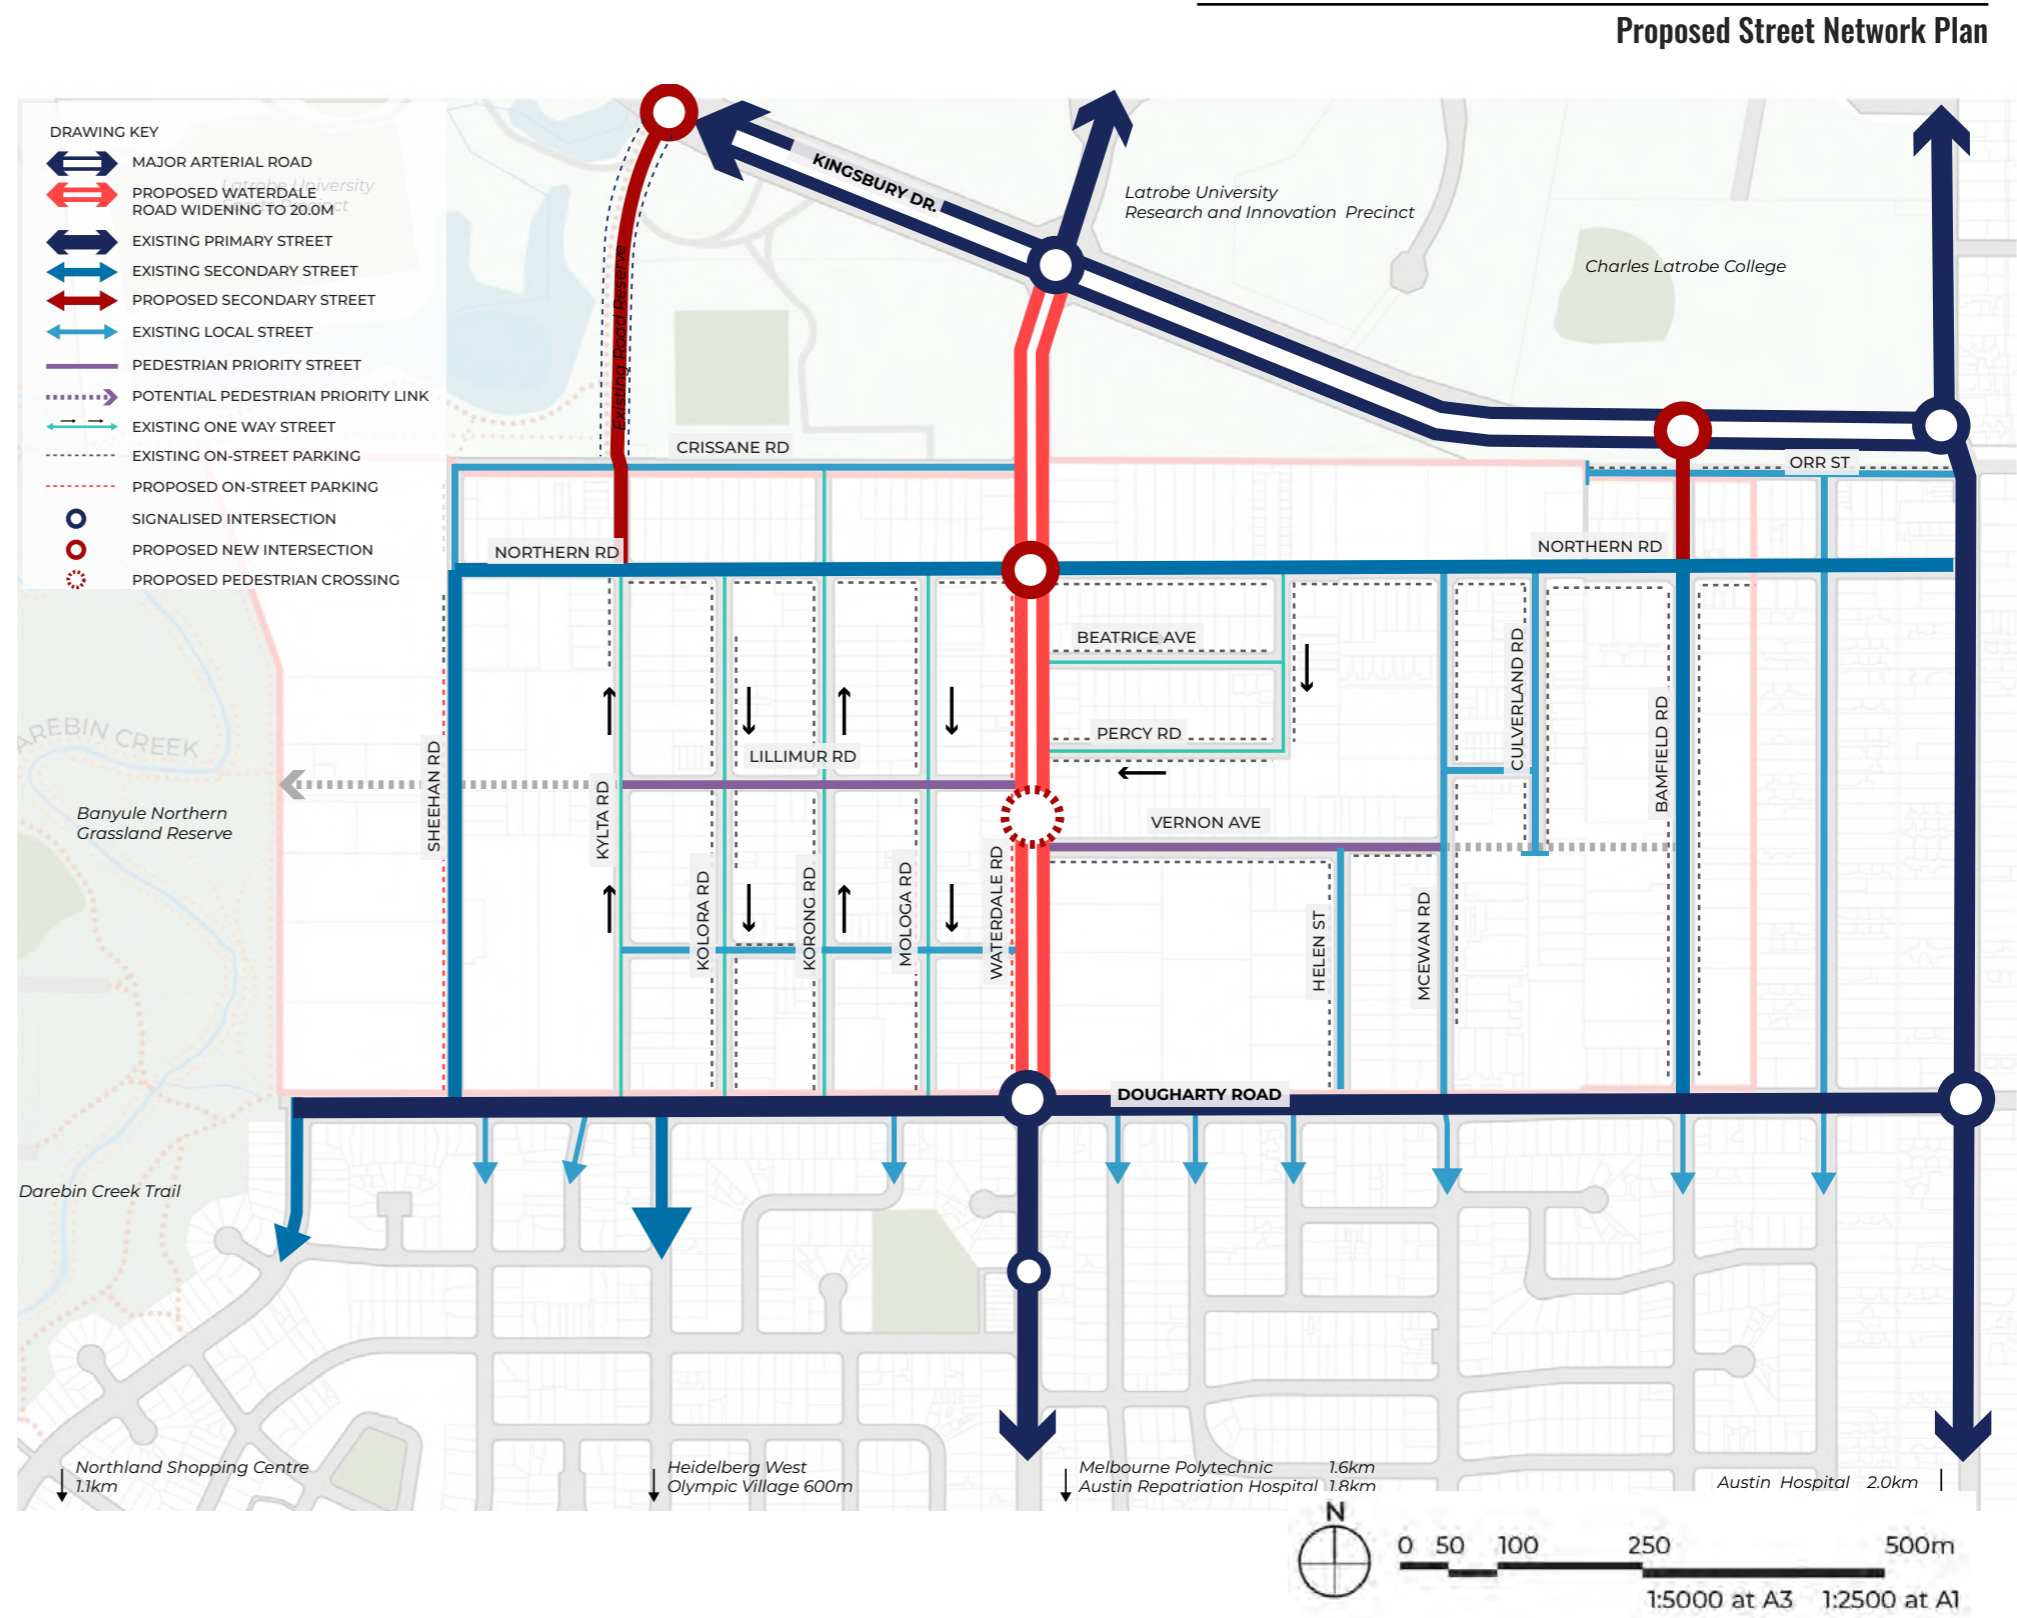 Proposed Street Network Plan
DRAWING KEY
MAJOR ARTERIAL ROAD
PROPOSED WATERDALE
ROAD WIDENING TO 20.0M
EXISTING PRIMARY STREET
EXISTING SECONDARY STREET
PROPOSED SECONDARY STREET
EXISTING LOCAL STREET
PEDESTRIAN PRIORITY STREET
POTENTIAL PEDESTRIAN PRIORITY LINK
EXISTING ONE WAY STREET
EXISTING ON-STREET PARKING
PROPOSED ON-STREET PARKING
SIGNALISED INTERSECTION
PROPOSED NEW INTERSECTION
PROPOSED PEDESTRIAN CROSSING
Latrobe University
Precinct
KINGSBURY DR.
Latrobe University
Research and Innovation Precinct
Charles Latrobe College
Existing Road Reserve
CRISSANE RD
ORR ST
NORTHERN RD
NORTHERN RD
BEATRICE AVE
CULVERLAND RD
BAMFIELD RD
PERCY RD
LILLIMUR RD
SHEEHAN RD
KYLTA RD
DAREBIN CREEK
Banyule Northern
Grassland Reserve
VERNON AVE
KOLORA RD
KORONG RD
MOLOGA RD
WATERDALE RD
HELEN ST
MCEWAN RD
DOUGHARTY ROAD
Darebin Creek Trail
Northland Shopping Centre
1.1km
Heidelberg West
Olympic Village 600m
Melbourne Polytechnic 1.6km
Austin Repatriation Hospital 1.8km
Austin Hospital 2.0km
N
0 50 100 250 500m
1:5000 at A3 1:2500 at A1